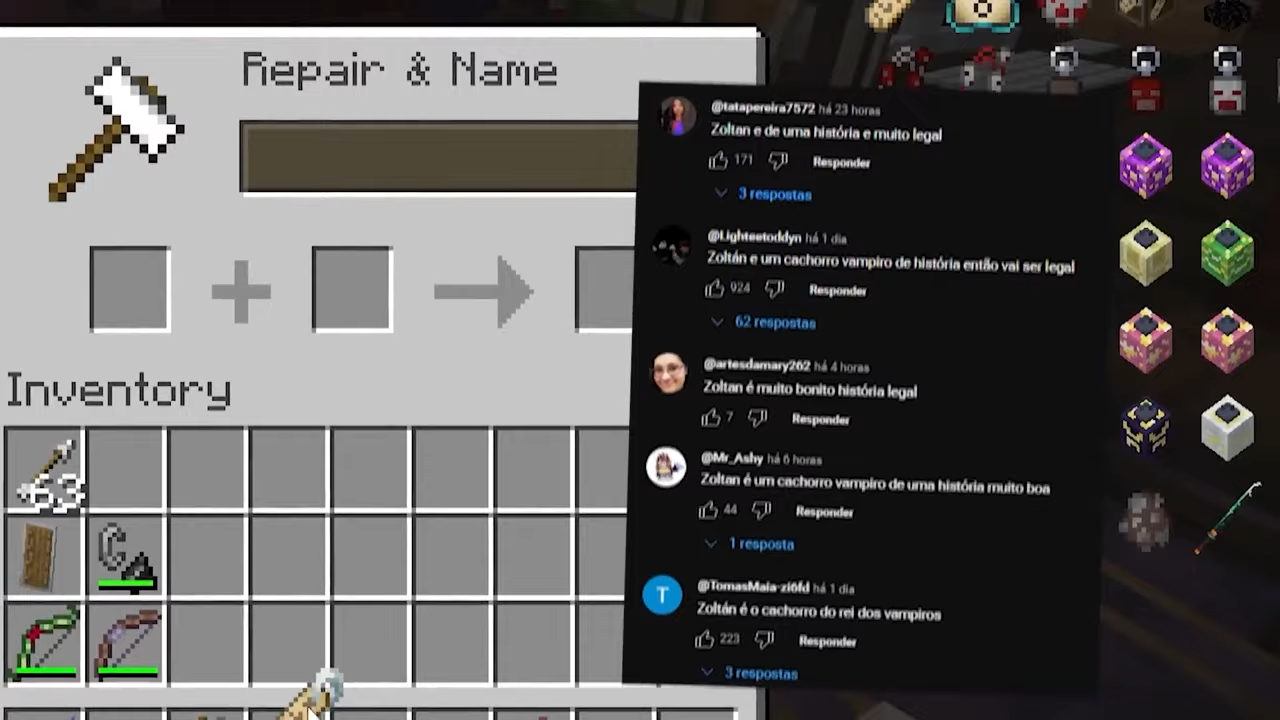 Repair & Name
Inventory
63
@tatapereira7572 há 23 horas
Zoltan e de uma história e muito legal
171 Responder
3 respostas
@Lighteetoddyn há 1 dia
Zoltán e um cachorro vampiro de história então vai ser legal
924 Responder
62 respostas
@artesdamary262 há 4 horas
Zoltan é muito bonito história legal
7 Responder
@Mr_Ashy há 6 horas
Zoltan é um cachorro vampiro de uma história muito boa
44 Responder
1 resposta
T
@TomasMaia-zi6fd há 1 dia
Zoltán é o cachorro do rei dos vampiros
223 Responder
3 respostas